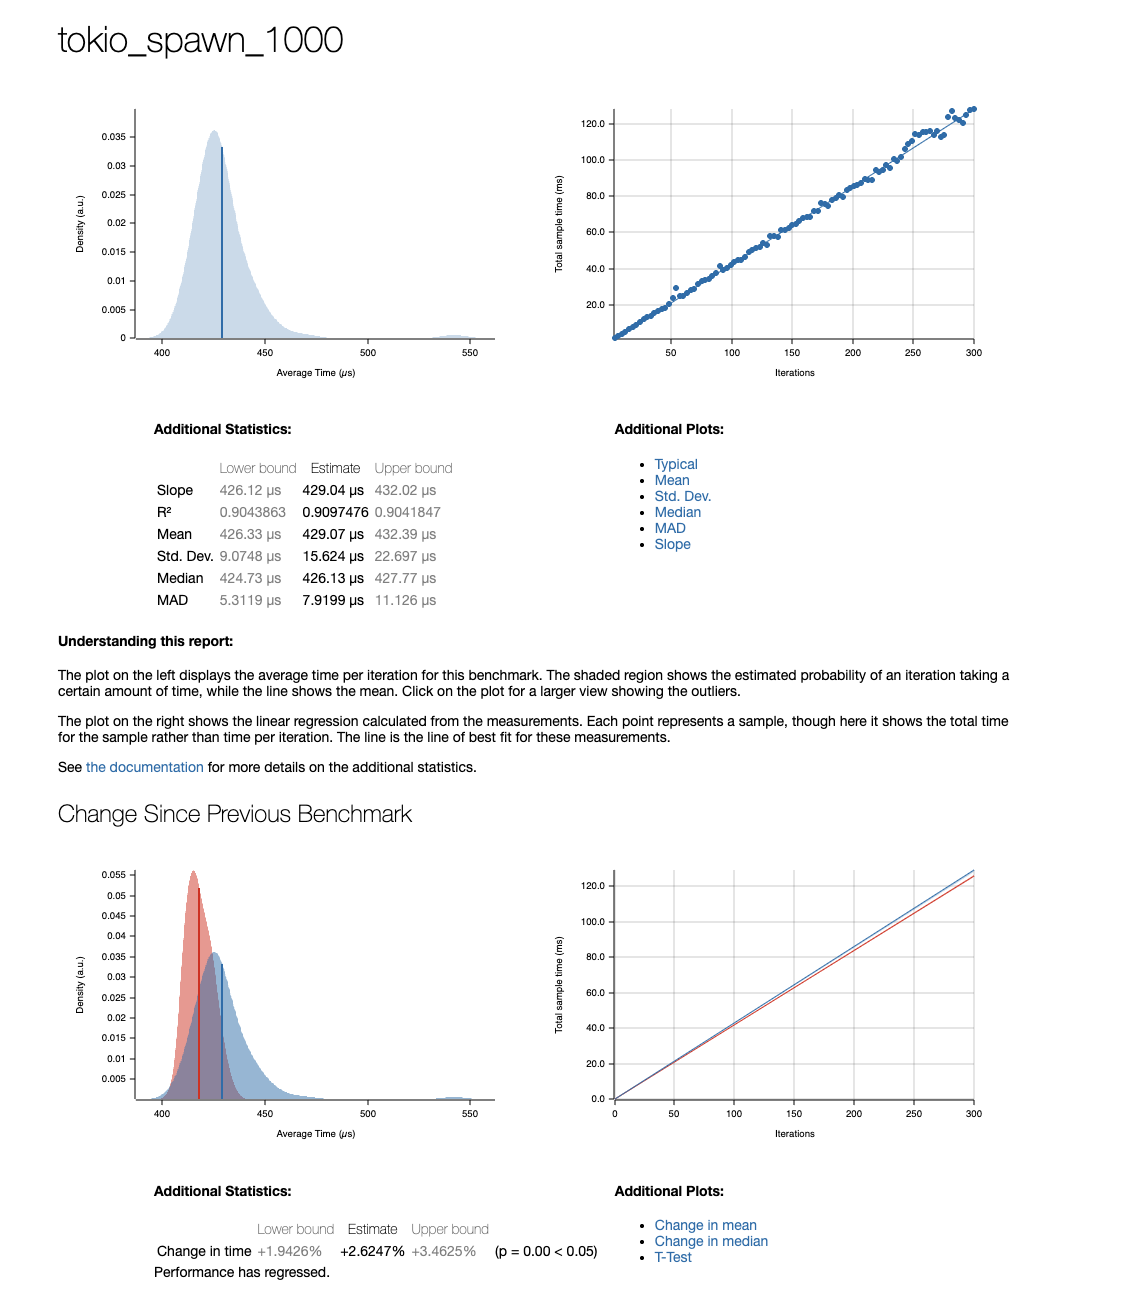 tokio_spawn_1000
Density (a.u.)
0.035
0.03
0.025
0.02
0.015
0.01
0.005
0
400 450 500 550
Average Time (µs)
Total sample time (ms)
120.0
100.0
80.0
60.0
40.0
20.0
50 100 150 200 250 300
Iterations
Additional Statistics:
Lower bound Estimate Upper bound
Slope 426.12 µs 429.04 µs 432.02 µs
R² 0.9043863 0.9097476 0.9041847
Mean 426.33 µs 429.07 µs 432.39 µs
Std. Dev. 9.0748 µs 15.624 µs 22.697 µs
Median 424.73 µs 426.13 µs 427.77 µs
MAD 5.3119 µs 7.9199 µs 11.126 µs
Additional Plots:
• Typical
• Mean
• Std. Dev.
• Median
• MAD
• Slope
Understanding this report:
The plot on the left displays the average time per iteration for this benchmark. The shaded region shows the estimated probability of an iteration taking a
certain amount of time, while the line shows the mean. Click on the plot for a larger view showing the outliers.
The plot on the right shows the linear regression calculated from the measurements. Each point represents a sample, though here it shows the total time
for the sample rather than time per iteration. The line is the line of best fit for these measurements.
See the documentation for more details on the additional statistics.
Change Since Previous Benchmark
Density (a.u.)
0.055
0.05
0.045
0.04
0.035
0.03
0.025
0.02
0.015
0.01
0.005
400 450 500 550
Average Time (µs)
Total sample time (ms)
120.0
100.0
80.0
60.0
40.0
20.0
0.0
0 50 100 150 200 250 300
Iterations
Additional Statistics:
Lower bound Estimate Upper bound
Change in time +1.9426% +2.6247% +3.4625% (p = 0.00 < 0.05)
Performance has regressed.
Additional Plots:
• Change in mean
• Change in median
• T-Test